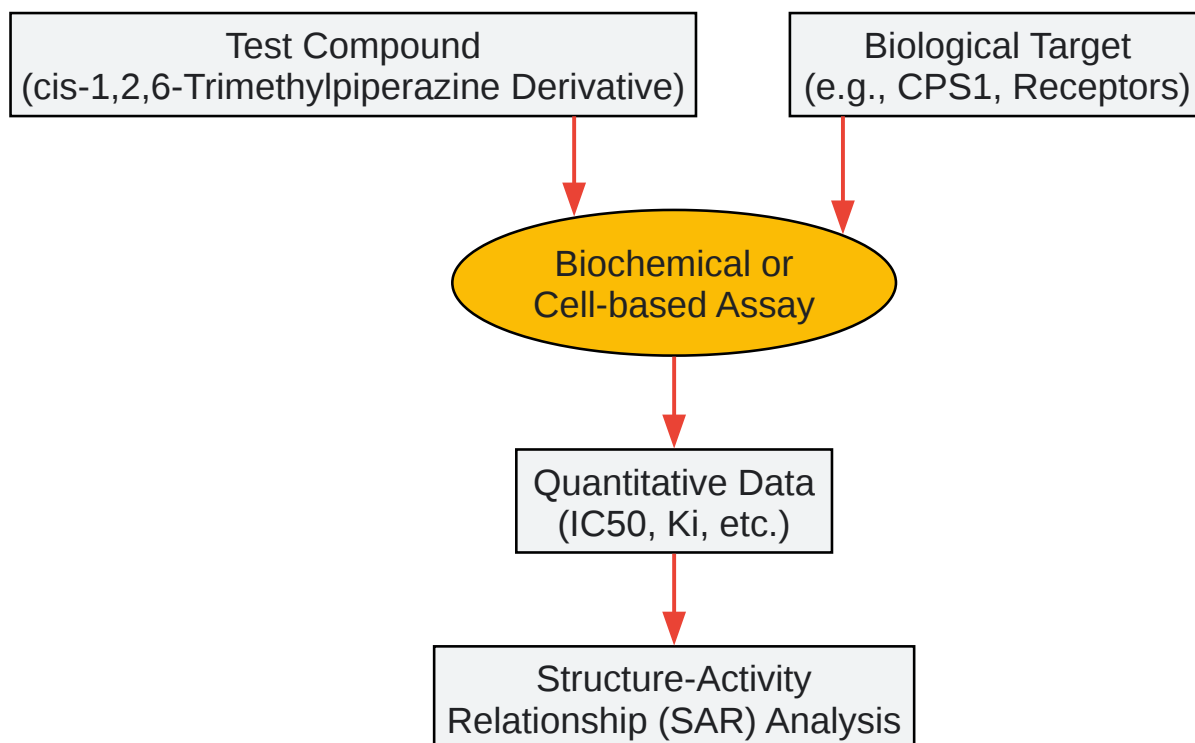 Test Compound
(cis-1,2,6-Trimethylpiperazine Derivative)
Biological Target
(e.g., CPS1, Receptors)
Biochemical or
Cell-based Assay
Quantitative Data
(IC50, Ki, etc.)
Structure-Activity
Relationship (SAR) Analysis